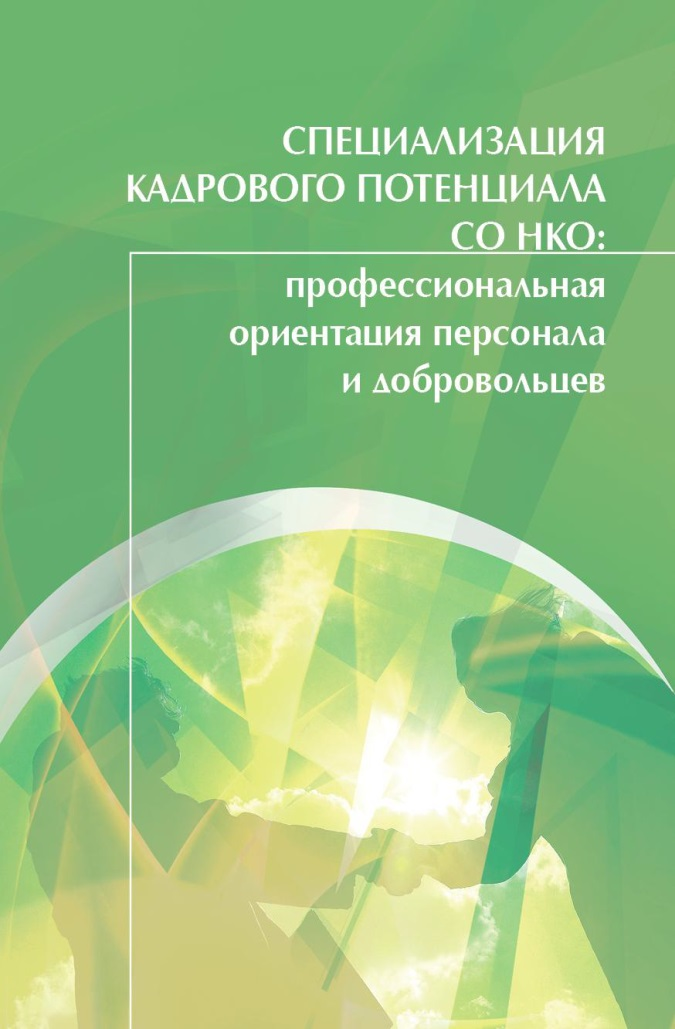 СПЕЦИАЛИЗАЦИЯ
КАДРОВОГО ПОТЕНЦИАЛА
СО НКО:
профессиональная
ориентация персонала
и добровольцев